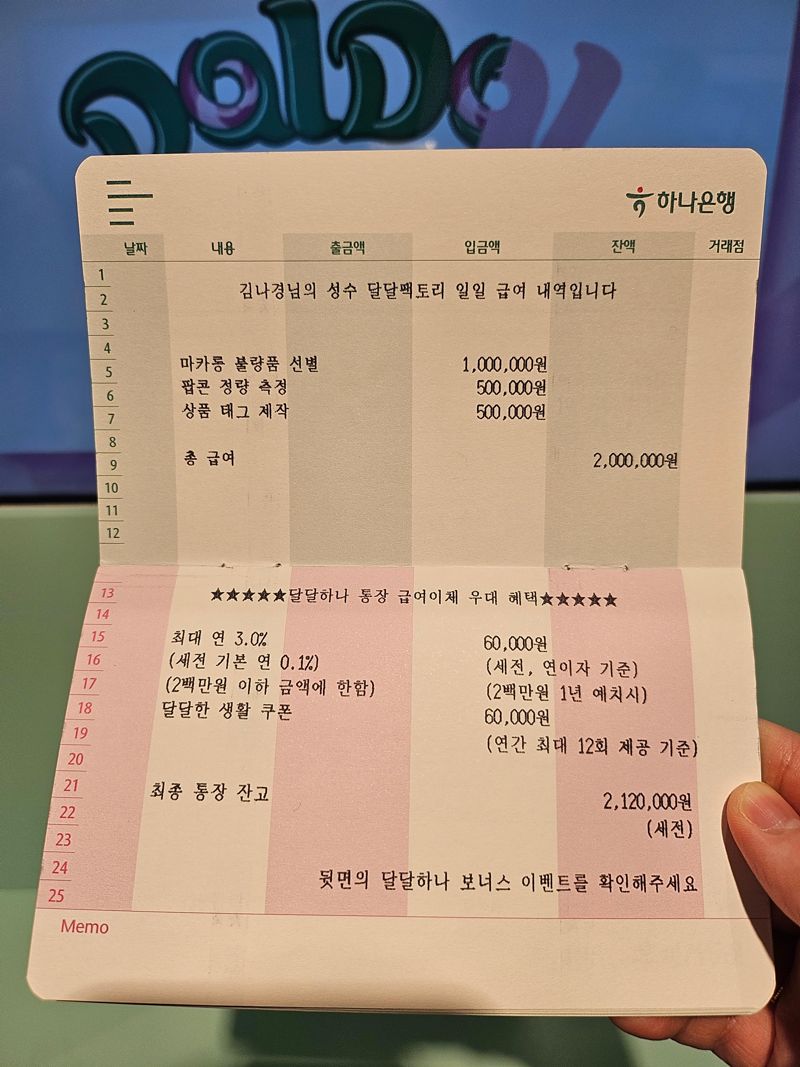 DalDal
하나은행
날짜 내용 출금액 입금액 잔액 거래점
1
2 김나경님의 성수 달달팩토리 일일 급여 내역입니다
3
4
5 마카롱 불량품 선별 1,000,000원
6 팝콘 정량 측정 500,000원
7 상품 태그 제작 500,000원
8
9 총 급여 2,000,000원
10
11
12
13 ★★★★★달달하나 통장 급여이체 우대 혜택★★★★★
14
15 최대 연 3.0% 60,000원
16 (세전 기본 연 0.1%) (세전, 연이자 기준)
17 (2백만원 이하 금액에 한함) (2백만원 1년 예치시)
18 달달한 생활 쿠폰 60,000원
19 (연간 최대 12회 제공 기준)
20
21 최종 통장 잔고 2,120,000원
22 (세전)
23
24 뒷면의 달달하나 보너스 이벤트를 확인해주세요
25
Memo